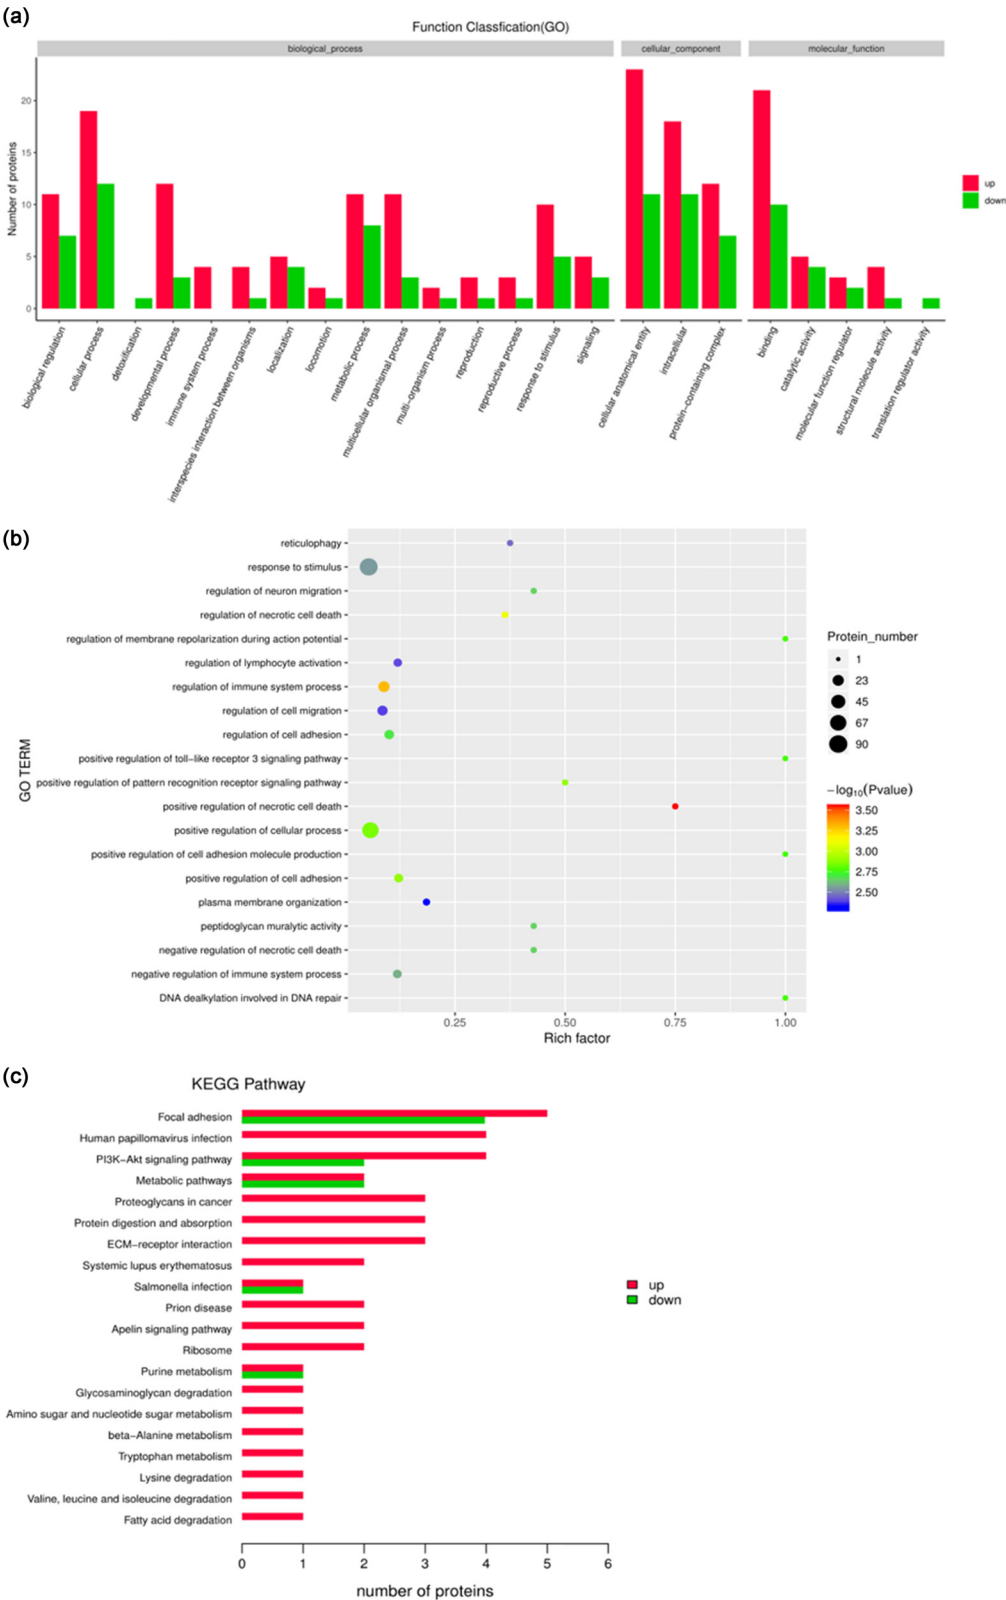 (a)
Function Classfication(GO)
biological_process
cellular_component
molecular_function
Number of proteins
20
15
10
5
0
up
down
biological regulation
cellular process
detoxification
developmental process
immune system process
interspecies interaction between organisms
localization
locomotion
metabolic process
multicellular organismal process
multi-organism process
reproduction
reproductive process
response to stimulus
signaling
cellular anatomical entity
intracellular
protein-containing complex
binding
catalytic activity
molecular function regulator
structural molecule activity
translation regulator activity
(b)
GO TERM
reticulophagy
response to stimulus
regulation of neuron migration
regulation of necrotic cell death
regulation of membrane repolarization during action potential
regulation of lymphocyte activation
regulation of immune system process
regulation of cell migration
regulation of cell adhesion
positive regulation of toll-like receptor 3 signaling pathway
positive regulation of pattern recognition receptor signaling pathway
positive regulation of necrotic cell death
positive regulation of cellular process
positive regulation of cell adhesion molecule production
positive regulation of cell adhesion
plasma membrane organization
peptidoglycan muralytic activity
negative regulation of necrotic cell death
negative regulation of immune system process
DNA dealkylation involved in DNA repair
0.25 0.50 0.75 1.00
Rich factor
Protein_number
1
23
45
67
90
-log10(Pvalue)
3.50
3.25
3.00
2.75
2.50
(c)
KEGG Pathway
Focal adhesion
Human papillomavirus infection
PI3K-Akt signaling pathway
Metabolic pathways
Proteoglycans in cancer
Protein digestion and absorption
ECM-receptor interaction
Systemic lupus erythematosus
Salmonella infection
Prion disease
Apelin signaling pathway
Ribosome
Purine metabolism
Glycosaminoglycan degradation
Amino sugar and nucleotide sugar metabolism
beta-Alanine metabolism
Tryptophan metabolism
Lysine degradation
Valine, leucine and isoleucine degradation
Fatty acid degradation
up
down
0 1 2 3 4 5 6
number of proteins